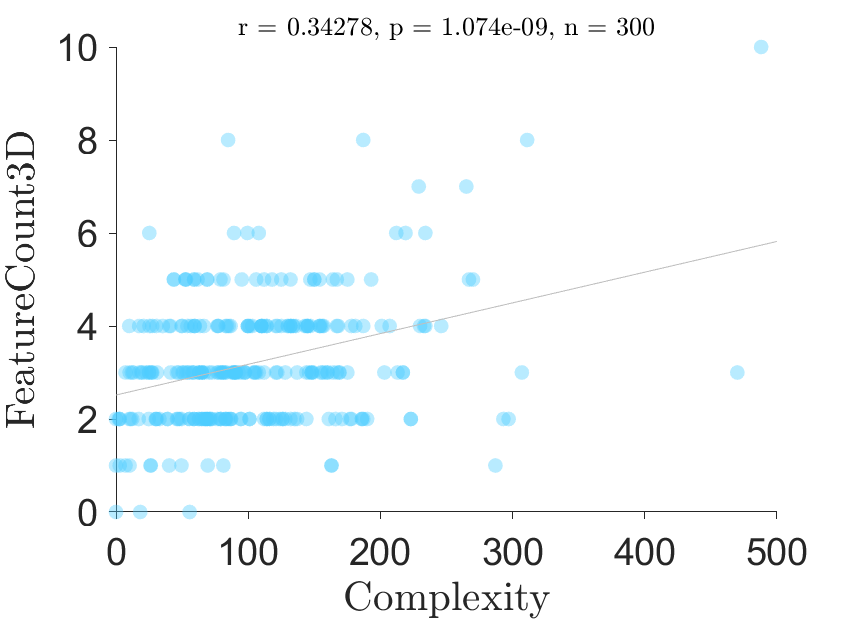 r = 0.34278, p = 1.074e-09, n = 300
10
8
6
4
2
0
FeatureCount3D
0 100 200 300 400 500
Complexity